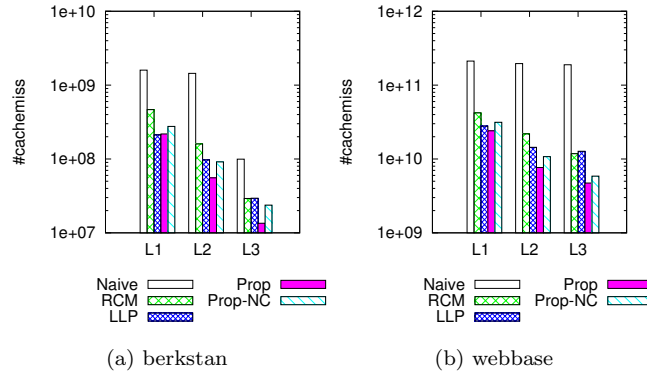 #cachemiss
1e+10
1e+09
1e+08
1e+07
L1 L2 L3
Naive
RCM
LLP
Prop
Prop-NC
(a) berkstan
#cachemiss
1e+12
1e+11
1e+10
1e+09
L1 L2 L3
Naive
RCM
LLP
Prop
Prop-NC
(b) webbase